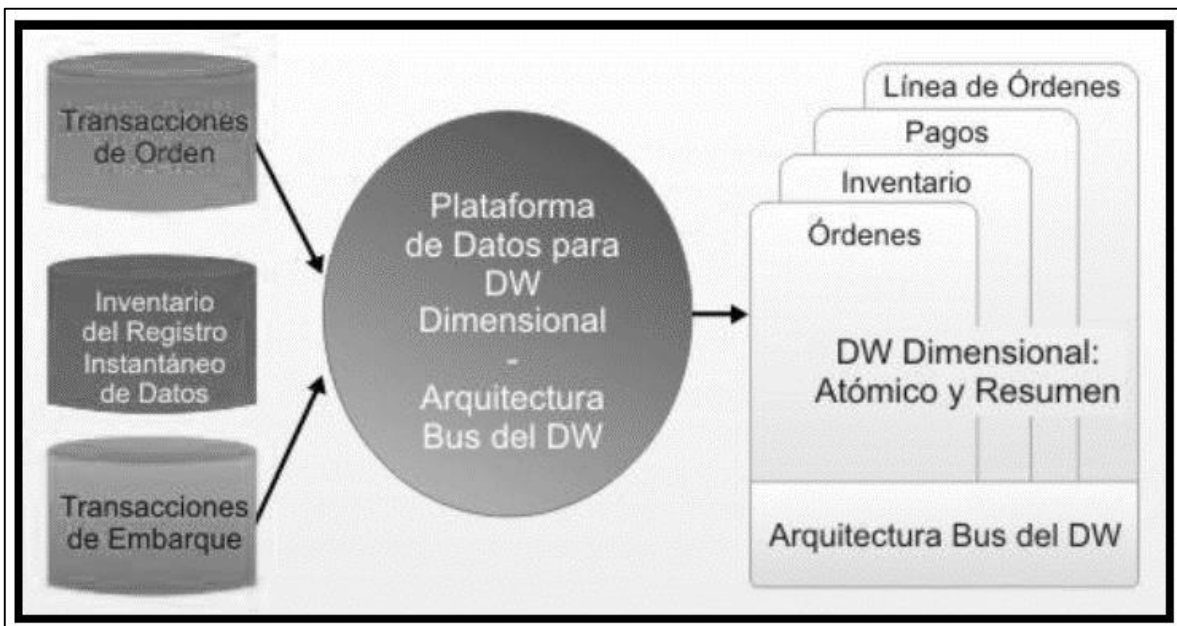 Transacciones
de Orden
Inventario
del Registro
Instantáneo
de Datos
Transacciones
de Embarque
Plataforma
de Datos para
DW
Dimensional
-
Arquitectura
Bus del DW
Línea de Órdenes
Pagos
Inventario
Órdenes
DW Dimensional:
Atómico y Resumen
Arquitectura Bus del DW